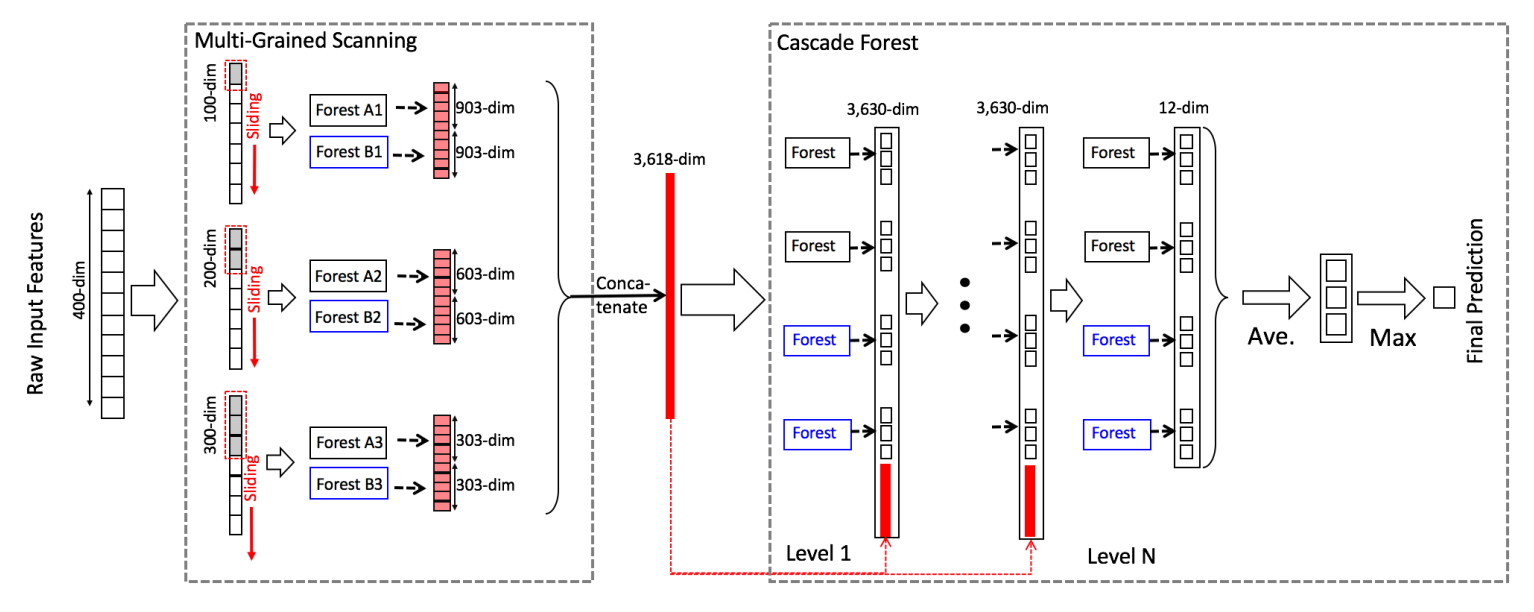 Raw Input Features
400-dim
Multi-Grained Scanning
100-dim
Sliding
Forest A1
Forest B1
903-dim
903-dim
200-dim
Sliding
Forest A2
Forest B2
603-dim
603-dim
300-dim
Sliding
Forest A3
Forest B3
303-dim
303-dim
Conca-
tenate
3,618-dim
Cascade Forest
3,630-dim
Forest
Forest
Forest
Forest
Level 1
3,630-dim
12-dim
Forest
Forest
Forest
Forest
Level N
Ave.
Max
Final Prediction